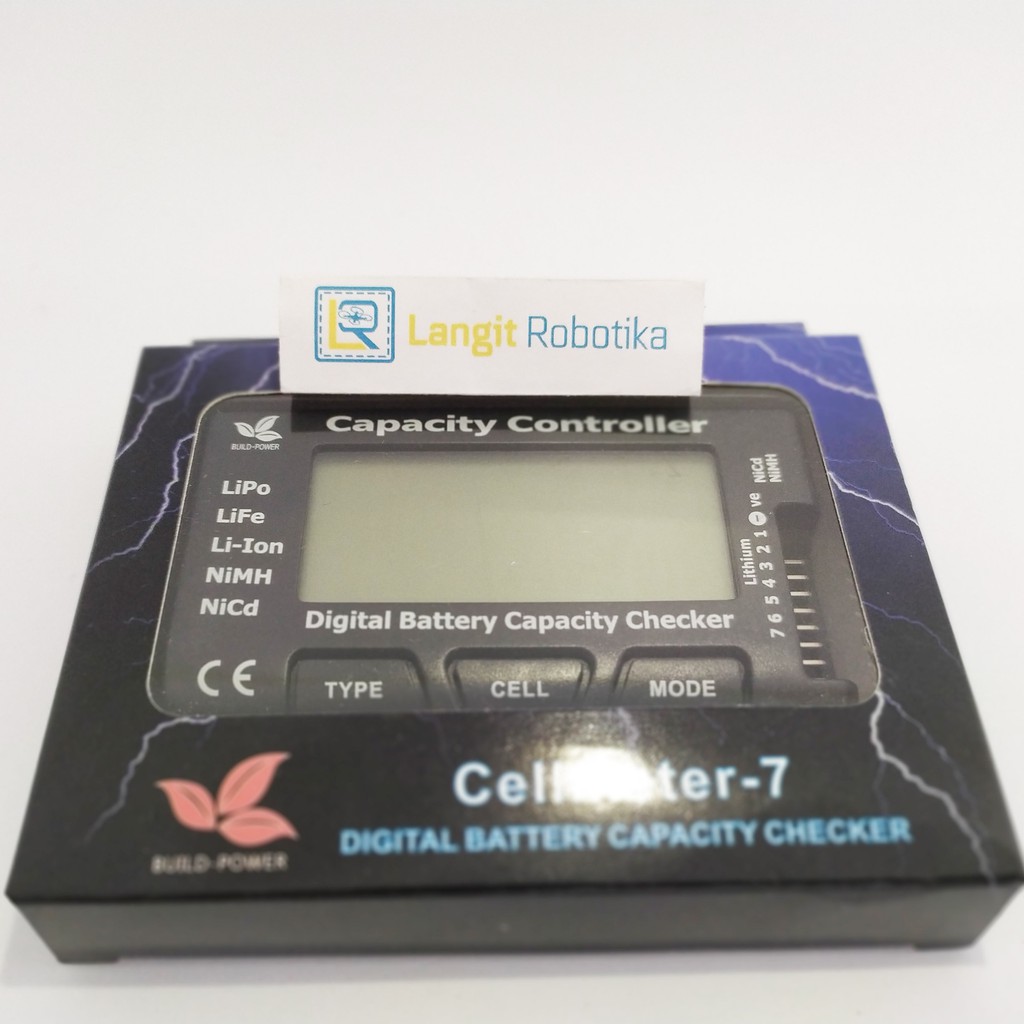 LR Langit Robotika
BUILD-POWER
Capacity Controller
LiPo
LiFe
Li-Ion
NiMH
NiCd
Digital Battery Capacity Checker
7 6 5 4 3 2 1 - ve
Lithium
NiCd
NiMH
CE
TYPE
CELL
MODE
BUILD-POWER
CellMeter-7
DIGITAL BATTERY CAPACITY CHECKER